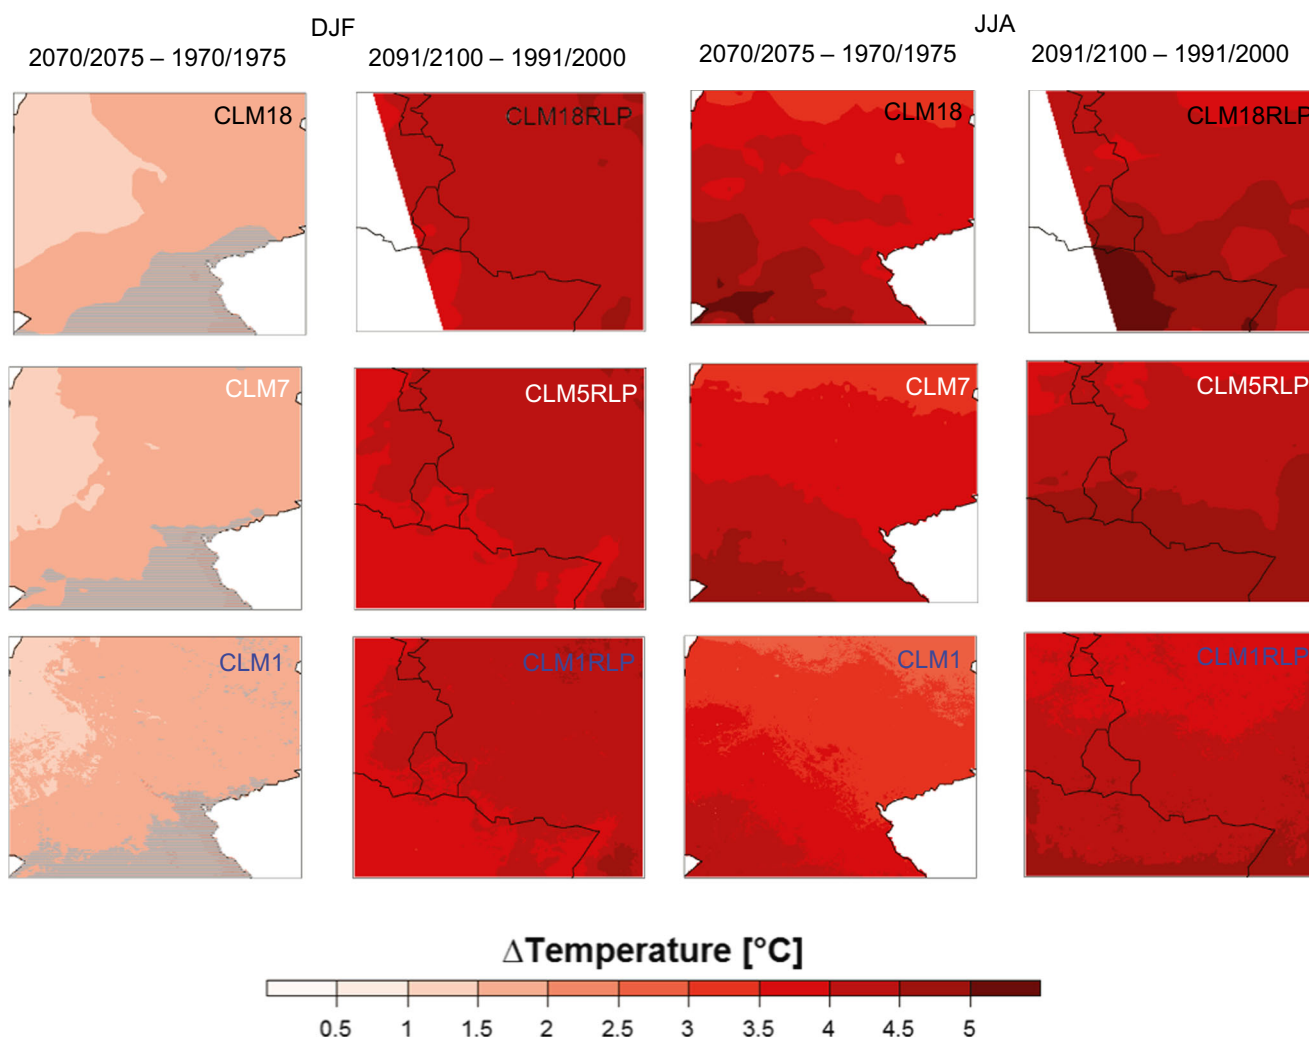 DJF
JJA
2070/2075 – 1970/1975
2091/2100 – 1991/2000
2070/2075 – 1970/1975
2091/2100 – 1991/2000
CLM18
CLM18RLP
CLM18
CLM18RLP
CLM7
CLM5RLP
CLM7
CLM5RLP
CLM1
CLM1RLP
CLM1
CLM1RLP
ΔTemperature [°C]
0.5 1 1.5 2 2.5 3 3.5 4 4.5 5